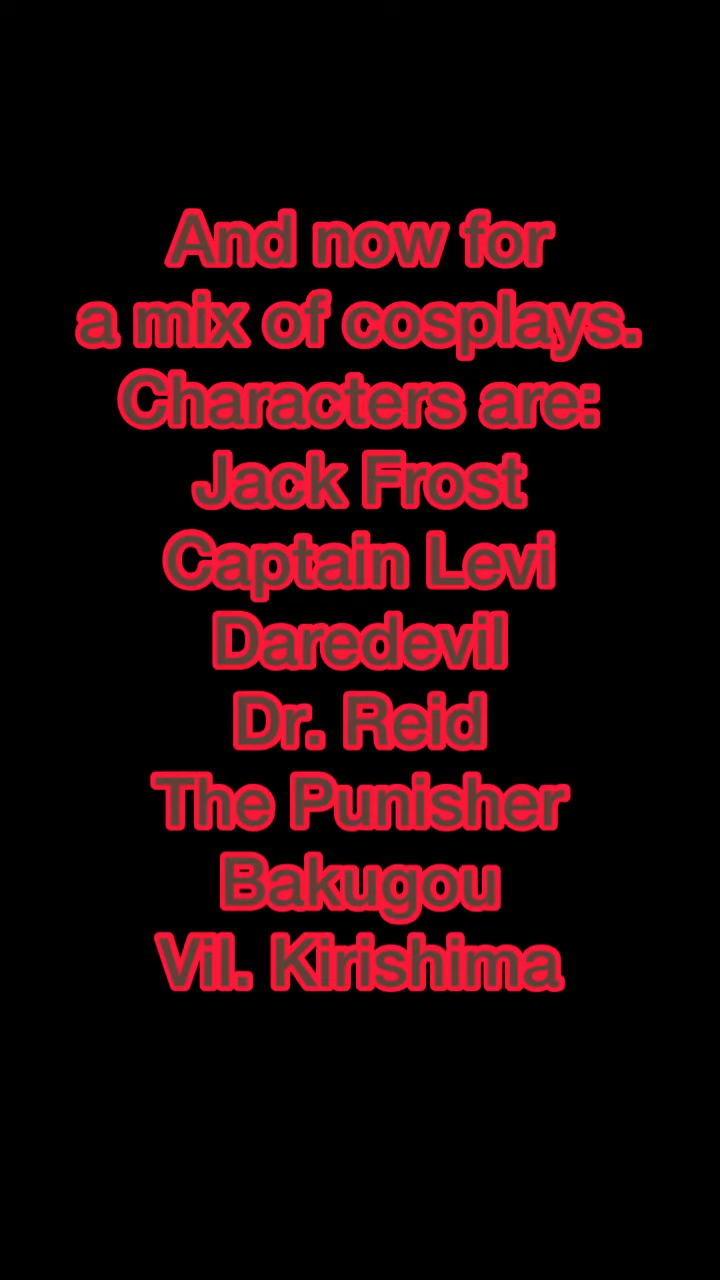 And now for
a mix of cosplays.
Characters are:
Jack Frost
Captain Levi
Daredevil
Dr. Reid
The Punisher
Bakugou
Vil. Kirishima